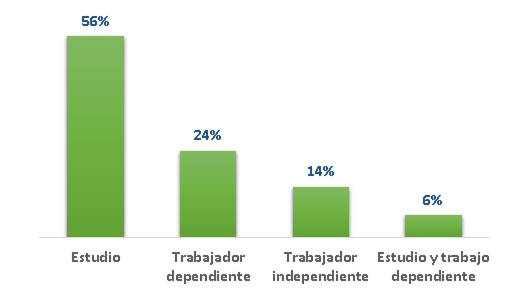 56%
24%
14%
6%
Estudio
Trabajador
dependiente
Trabajador
independiente
Estudio y trabajo
dependiente